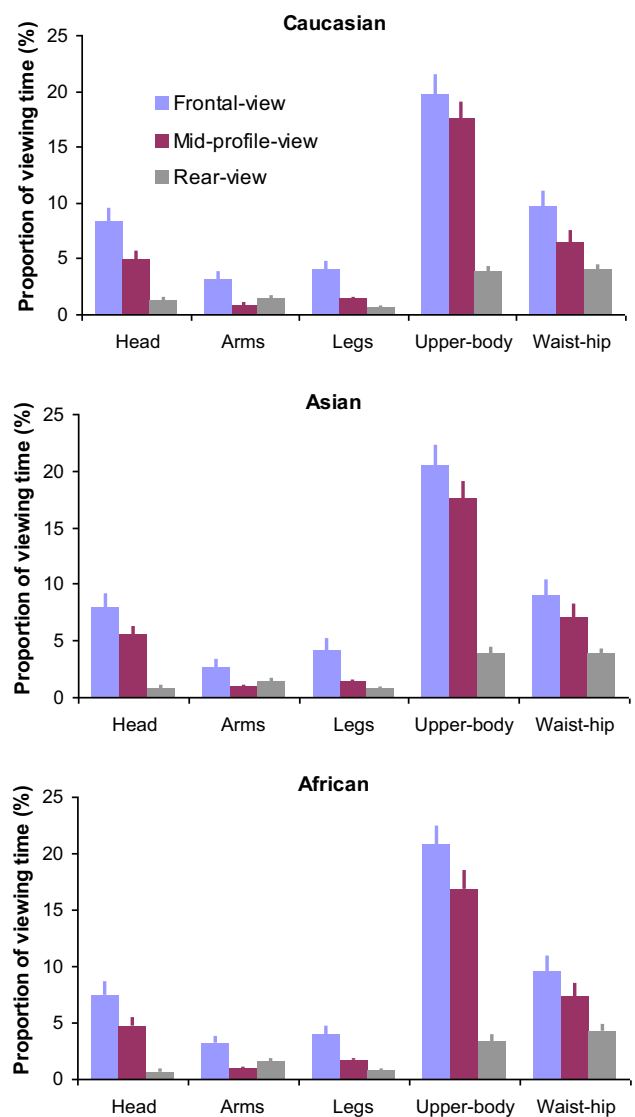 Caucasian
Proportion of viewing time (%)
25
20
15
10
5
0
Frontal-view
Mid-profile-view
Rear-view
Head Arms Legs Upper-body Waist-hip
Asian
Proportion of viewing time (%)
25
20
15
10
5
0
Head Arms Legs Upper-body Waist-hip
African
Proportion of viewing time (%)
25
20
15
10
5
0
Head Arms Legs Upper-body Waist-hip